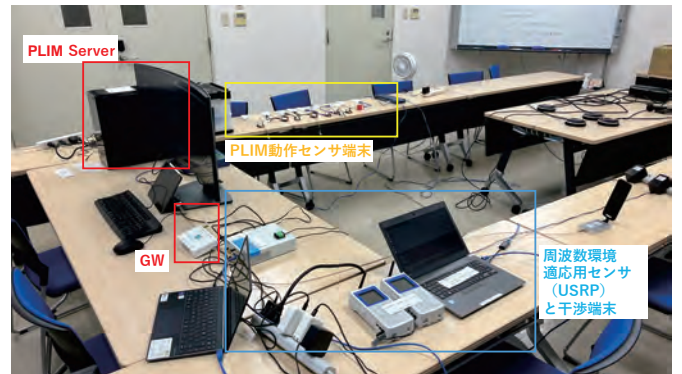 PLIM Server
PLIM動作センサ端末
GW
周波数環境
適応用センサ
（USRP）
と干渉端末